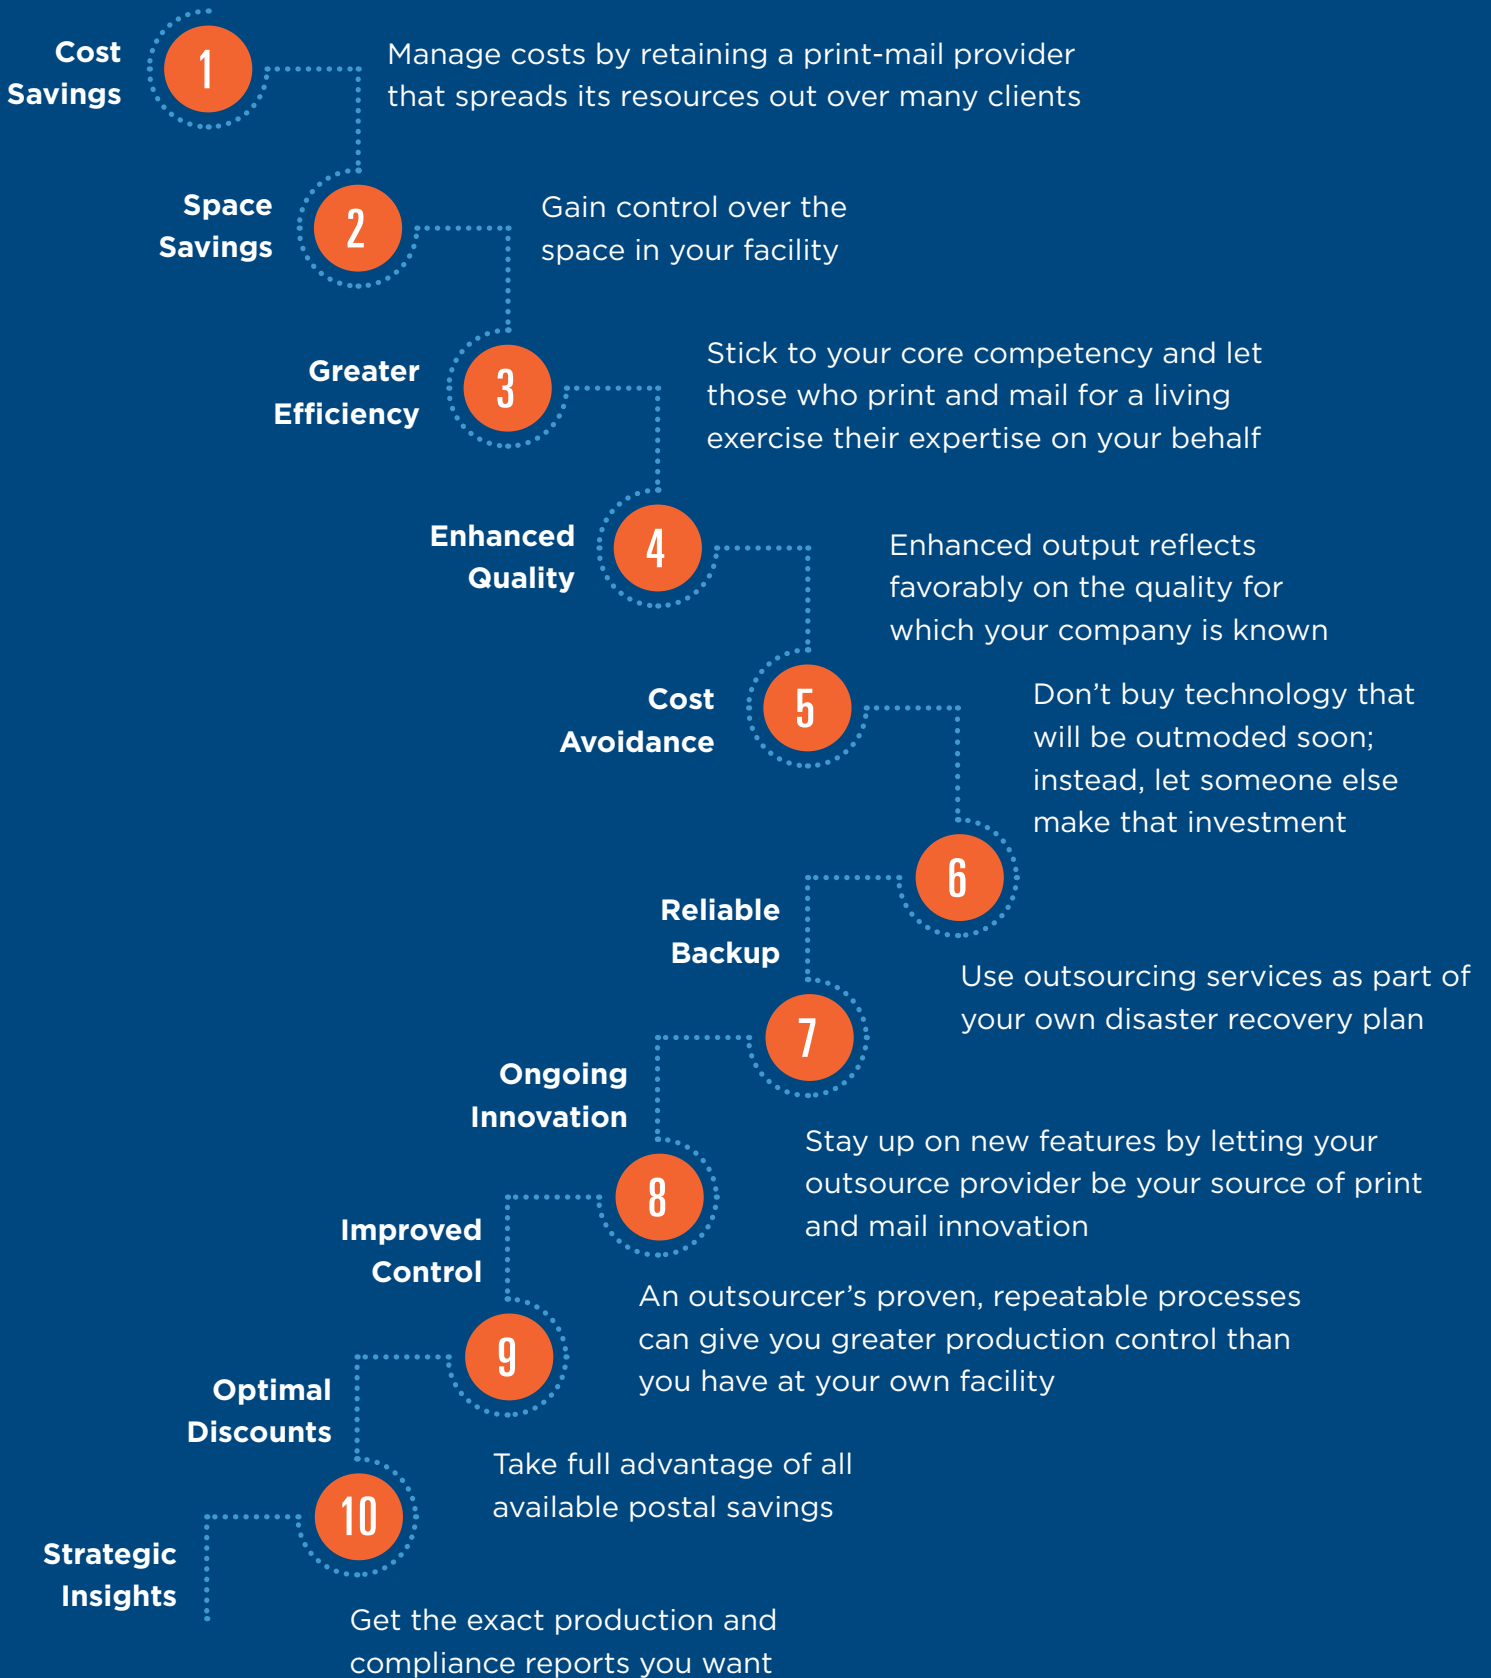 Cost
Savings
1
Manage costs by retaining a print-mail provider
that spreads its resources out over many clients
Space
Savings
2
Gain control over the
space in your facility
Greater
Efficiency
3
Stick to your core competency and let
those who print and mail for a living
exercise their expertise on your behalf
Enhanced
Quality
4
Enhanced output reflects
favorably on the quality for
which your company is known
Cost
Avoidance
5
Don’t buy technology that
will be outmoded soon;
instead, let someone else
make that investment
Reliable
Backup
6
Use outsourcing services as part of
your own disaster recovery plan
Ongoing
Innovation
7
Stay up on new features by letting your
outsource provider be your source of print
and mail innovation
Improved
Control
8
An outsourcer’s proven, repeatable processes
can give you greater production control than
you have at your own facility
Optimal
Discounts
9
Take full advantage of all
available postal savings
Strategic
Insights
10
Get the exact production and
compliance reports you want